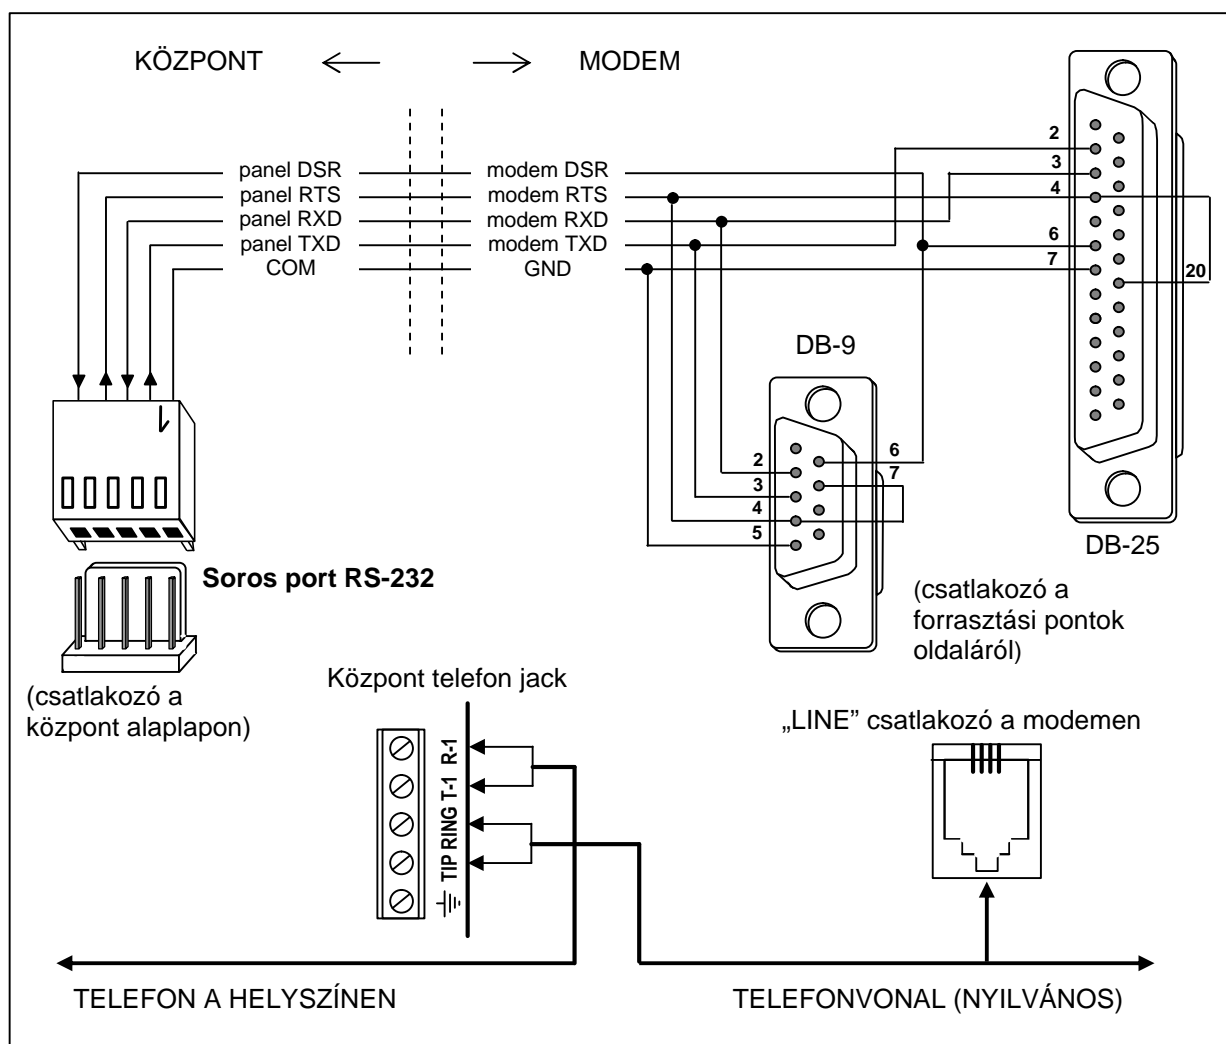 KÖZPONT
MODEM
panel DSR
modem DSR
panel RTS
modem RTS
panel RXD
modem RXD
panel TXD
modem TXD
COM
GND
2
3
4
6
7
20
DB-25
DB-9
2
3
4
5
6
7
(csatlakozó a
forrasztási pontok
oldaláról)
Soros port RS-232
(csatlakozó a
központ alaplapon)
Központ telefon jack
R-1
T-1
RING
TIP
„LINE” csatlakozó a modemen
TELEFON A HELYSZÍNEN
TELEFONVONAL (NYILVÁNOS)